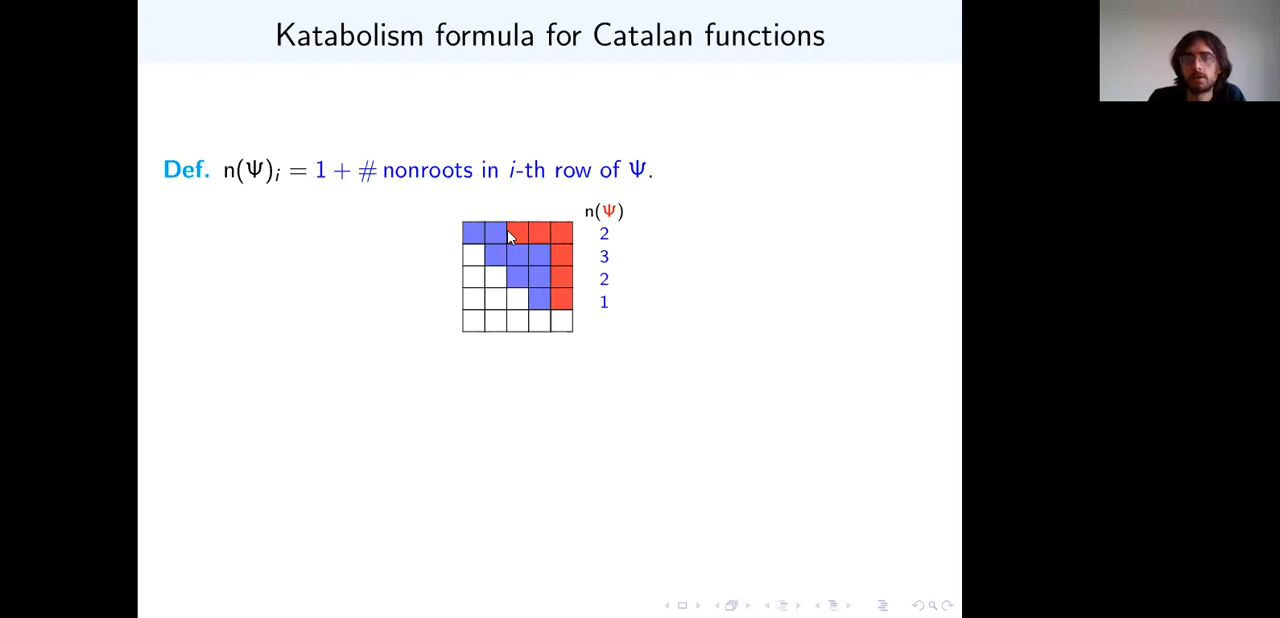 Katabolism formula for Catalan functions
Def. n(Ψ)ᵢ = 1 + # nonroots in i-th row of Ψ.
n(Ψ)
2
3
2
1